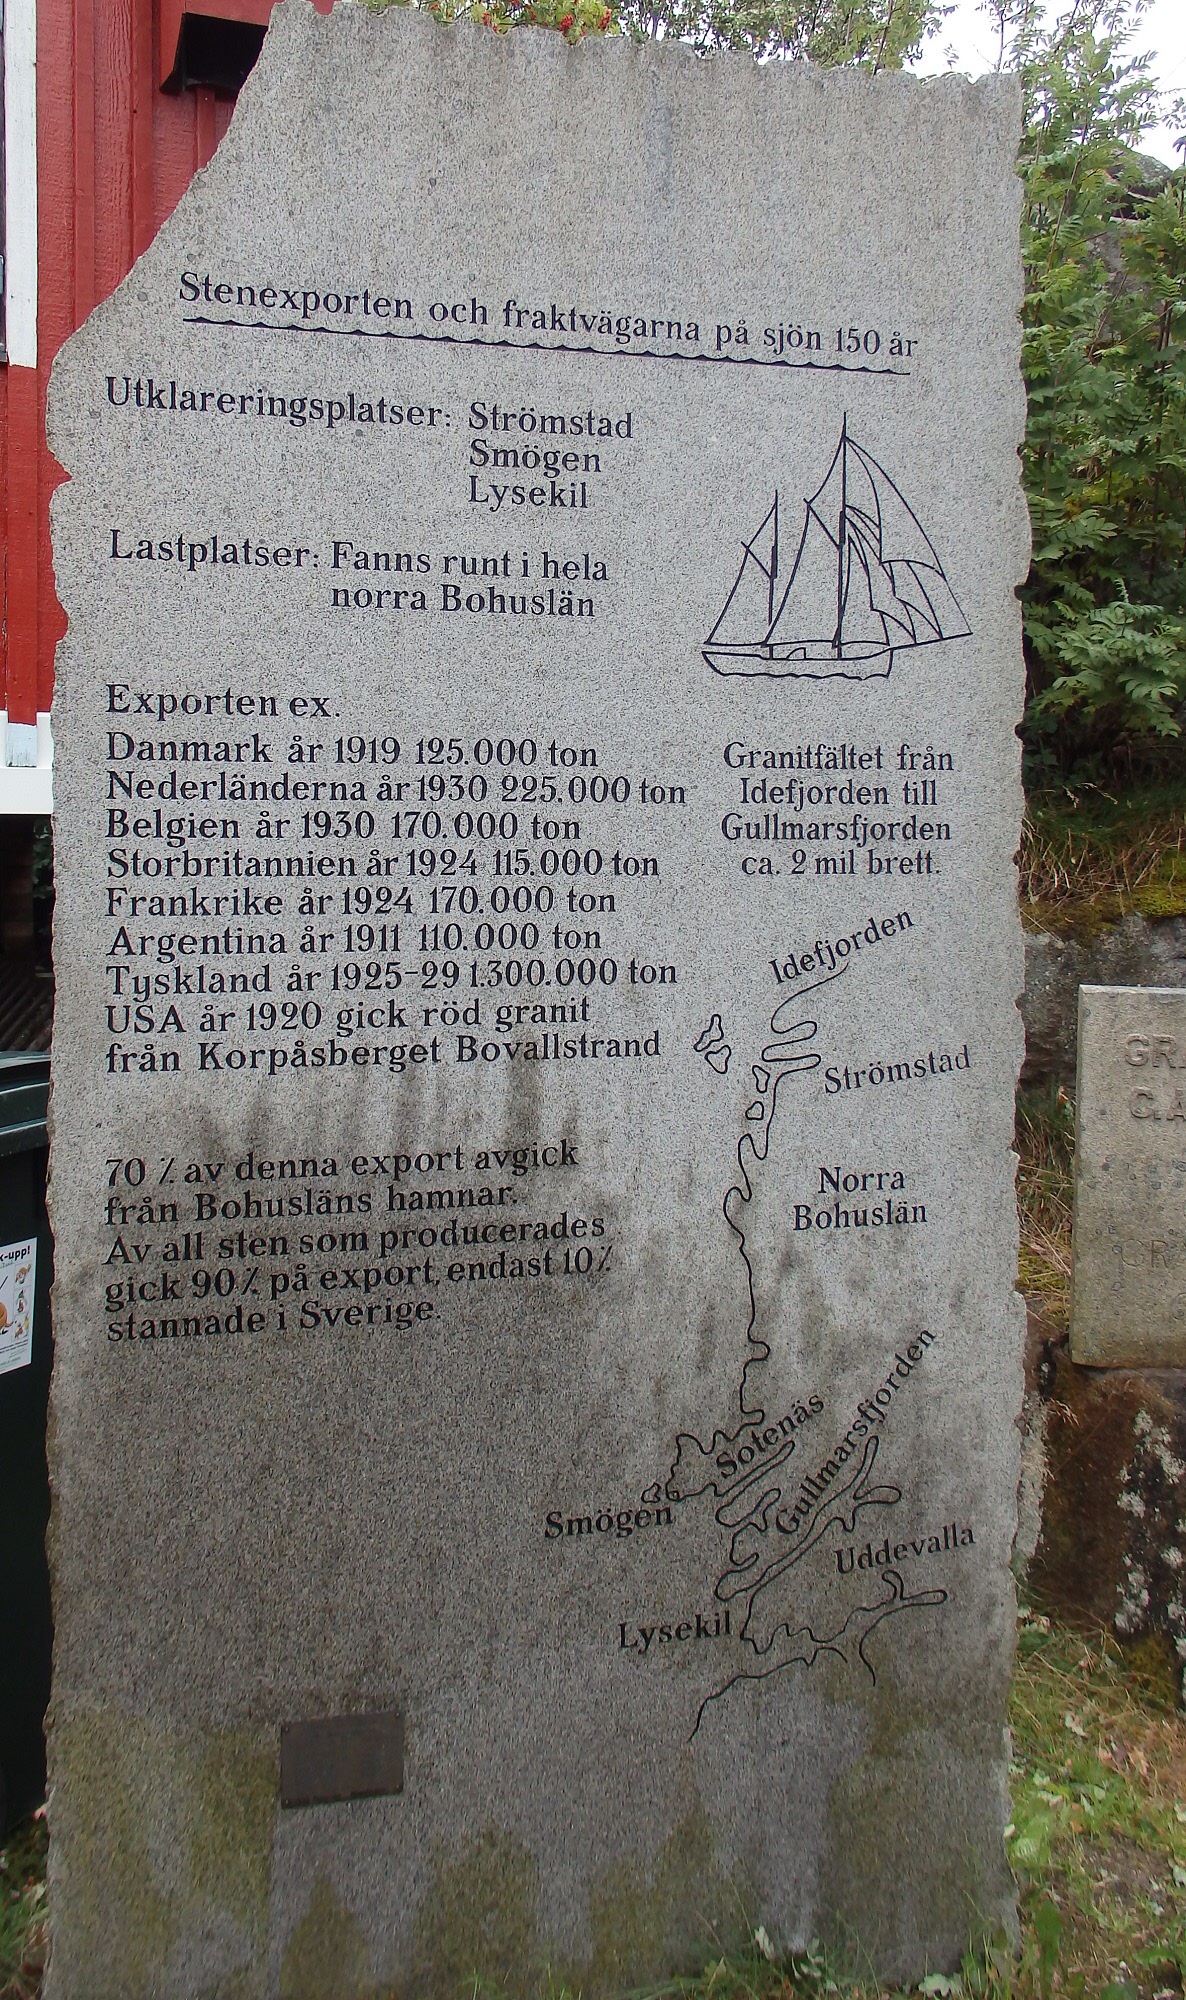 Stenexporten och fraktvägarna på sjön 150 år
Utklareringsplatser: Strömstad
Smögen
Lysekil
Lastplatser: Fanns runt i hela
norra Bohuslän
Exporten ex.
Danmark år 1919 125.000 ton
Nederländerna år 1930 225.000 ton
Belgien år 1930 170.000 ton
Storbritannien år 1924 115.000 ton
Frankrike år 1924 170.000 ton
Argentina år 1911 110.000 ton
Tyskland år 1925-29 1.300.000 ton
USA år 1920 gick röd granit
från Korpåsberget Bovallstrand
70 % av denna export avgick
från Bohusläns hamnar.
Av all sten som producerades
gick 90% på export, endast 10%
stannade i Sverige.
Granitfältet från
Idefjorden till
Gullmarsfjorden
ca. 2 mil brett.
Idefjorden
Strömstad
Norra
Bohuslän
Sotenäs
Gullmarsfjorden
Smögen
Uddevalla
Lysekil